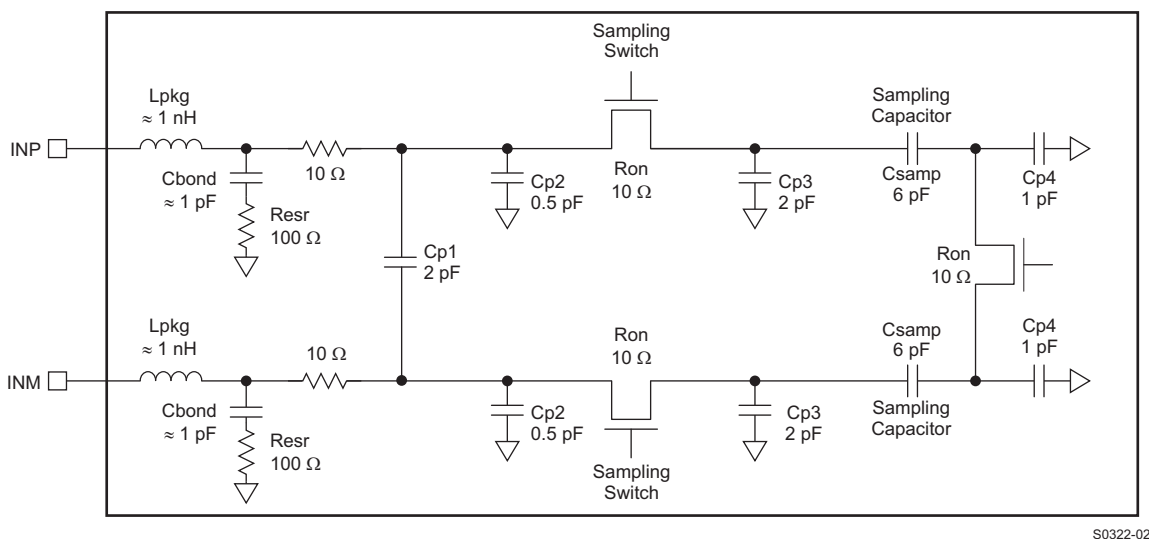 Sampling
Switch
Lpkg
≈ 1 nH
Sampling
Capacitor
INP
10 Ω
Cbond
≈ 1 pF
Resr
100 Ω
Cp2
0.5 pF
Ron
10 Ω
Cp3
2 pF
Csamp
6 pF
Cp4
1 pF
Cp1
2 pF
Ron
10 Ω
Lpkg
≈ 1 nH
10 Ω
Ron
10 Ω
Csamp
6 pF
Cp4
1 pF
INM
Cbond
≈ 1 pF
Resr
100 Ω
Cp2
0.5 pF
Cp3
2 pF
Sampling
Capacitor
Sampling
Switch
S0322-02